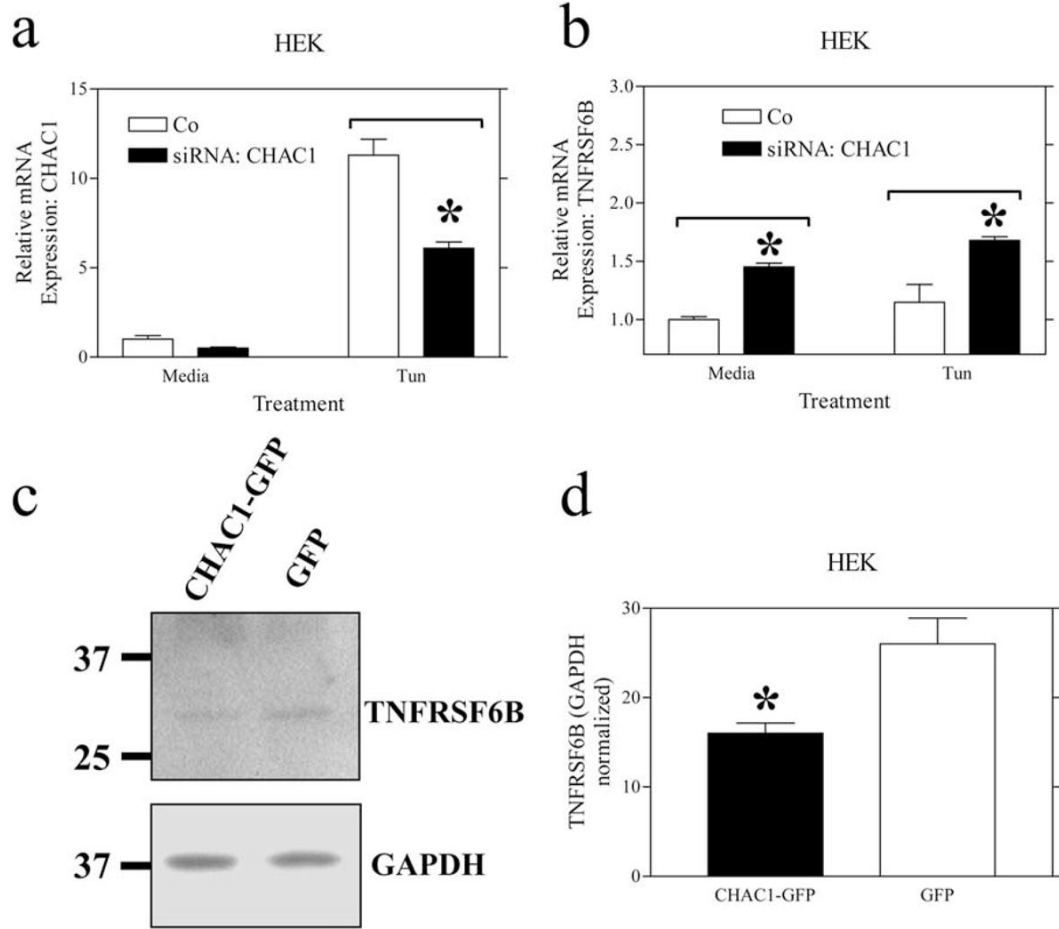 a
HEK
Relative mRNA
Expression: CHAC1
15
10
5
0
Co
siRNA: CHAC1
*
Media
Tun
Treatment
b
HEK
Relative mRNA
Expression: TNFRSF6B
3.0
2.5
2.0
1.5
1.0
Co
siRNA: CHAC1
*
*
Media
Tun
Treatment
c
CHAC1-GFP
GFP
37
25
TNFRSF6B
37
GAPDH
d
HEK
TNFRSF6B (GAPDH
normalized)
30
20
10
0
*
CHAC1-GFP
GFP